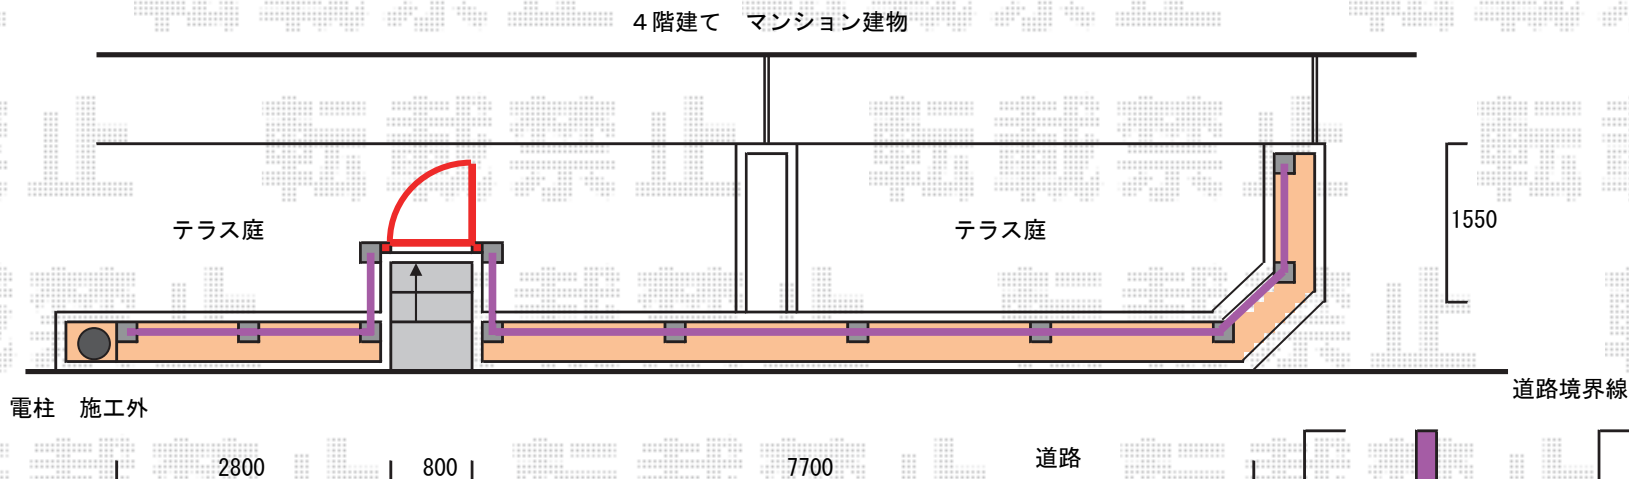 ４階建て　マンション建物
テラス庭
テラス庭
1550
電柱　施工外
道路境界線
2800
800
7700
道路